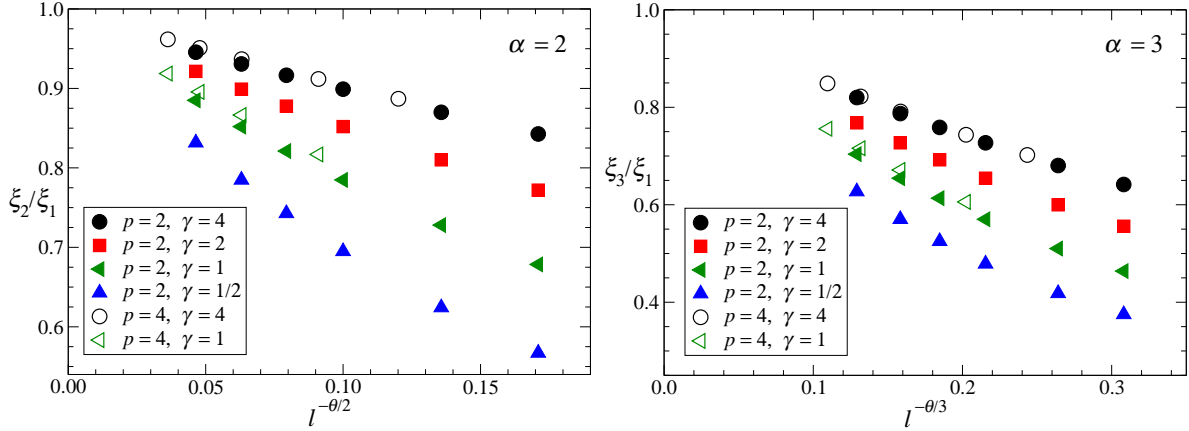 α = 2
1.0
0.9
0.8
0.7
0.6
ξ2/ξ1
p = 2, γ = 4
p = 2, γ = 2
p = 2, γ = 1
p = 2, γ = 1/2
p = 4, γ = 4
p = 4, γ = 1
0.00
0.05
0.10
0.15
l^{−θ/2}
α = 3
1.0
0.8
0.6
0.4
ξ3/ξ1
p = 2, γ = 4
p = 2, γ = 2
p = 2, γ = 1
p = 2, γ = 1/2
p = 4, γ = 4
p = 4, γ = 1
0.0
0.1
0.2
0.3
l^{−θ/3}